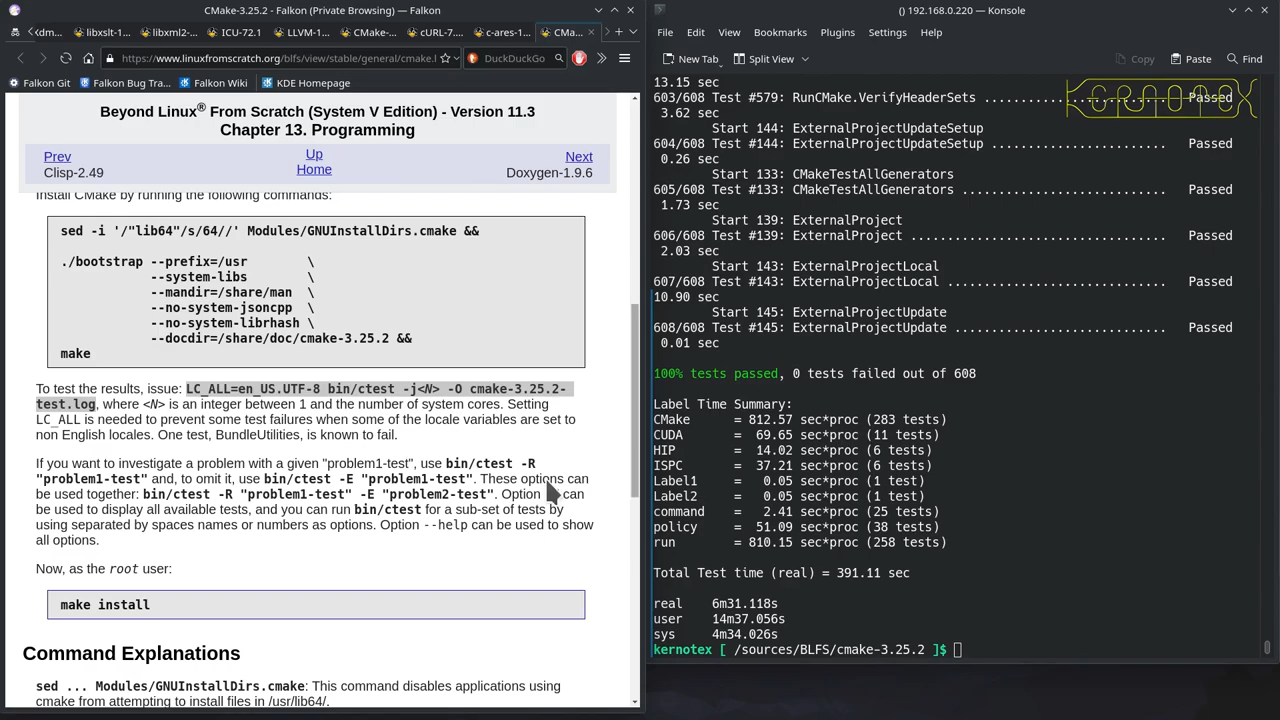 CMake-3.25.2 - Falkon (Private Browsing) — Falkon
libxslt-1...
libxml2-...
ICU-72.1
LLVM-1...
CMake-...
cURL-7....
c-ares-1...
CMa...
https://www.linuxfromscratch.org/blfs/view/stable/general/cmake.l
DuckDuckGo
Falkon Git
Falkon Bug Tra...
Falkon Wiki
KDE Homepage
Beyond Linux® From Scratch (System V Edition) - Version 11.3
Chapter 13. Programming
Prev
Up
Next
Clisp-2.49
Home
Doxygen-1.9.6
Install CMake by running the following commands:
sed -i '/"lib64"/s/64//' Modules/GNUInstallDirs.cmake &&
./bootstrap --prefix=/usr \
--system-libs \
--mandir=/share/man \
--no-system-jsoncpp \
--no-system-librhash \
--docdir=/share/doc/cmake-3.25.2 &&
make
To test the results, issue: LC_ALL=en_US.UTF-8 bin/ctest -j<N> -O cmake-3.25.2-
test.log, where <N> is an integer between 1 and the number of system cores. Setting
LC_ALL is needed to prevent some test failures when some of the locale variables are set to
non English locales. One test, BundleUtilities, is known to fail.
If you want to investigate a problem with a given "problem1-test", use bin/ctest -R
"problem1-test" and, to omit it, use bin/ctest -E "problem1-test". These options can
be used together: bin/ctest -R "problem1-test" -E "problem2-test". Option can
be used to display all available tests, and you can run bin/ctest for a sub-set of tests by
using separated by spaces names or numbers as options. Option --help can be used to show
all options.
Now, as the root user:
make install
Command Explanations
sed ... Modules/GNUInstallDirs.cmake: This command disables applications using
cmake from attempting to install files in /usr/lib64/.
() 192.168.0.220 — Konsole
File Edit View Bookmarks Plugins Settings Help
New Tab Split View Copy Paste Find
13.15 sec
603/608 Test #579: RunCMake.VerifyHeaderSets ...................... Passed
3.62 sec
Start 144: ExternalProjectUpdateSetup
604/608 Test #144: ExternalProjectUpdateSetup ..................... Passed
0.26 sec
Start 133: CMakeTestAllGenerators
605/608 Test #133: CMakeTestAllGenerators ......................... Passed
1.73 sec
Start 139: ExternalProject
606/608 Test #139: ExternalProject ................................ Passed
2.03 sec
Start 143: ExternalProjectLocal
607/608 Test #143: ExternalProjectLocal ........................... Passed
10.90 sec
Start 145: ExternalProjectUpdate
608/608 Test #145: ExternalProjectUpdate .......................... Passed
0.01 sec
100% tests passed, 0 tests failed out of 608
Label Time Summary:
CMake = 812.57 sec*proc (283 tests)
CUDA = 69.65 sec*proc (11 tests)
HIP = 14.02 sec*proc (6 tests)
ISPC = 37.21 sec*proc (6 tests)
Label1 = 0.05 sec*proc (1 test)
Label2 = 0.05 sec*proc (1 test)
command = 2.41 sec*proc (25 tests)
policy = 51.09 sec*proc (38 tests)
run = 810.15 sec*proc (258 tests)
Total Test time (real) = 391.11 sec
real 6m31.118s
user 14m37.056s
sys 4m34.026s
kernotex [ /sources/BLFS/cmake-3.25.2 ]$